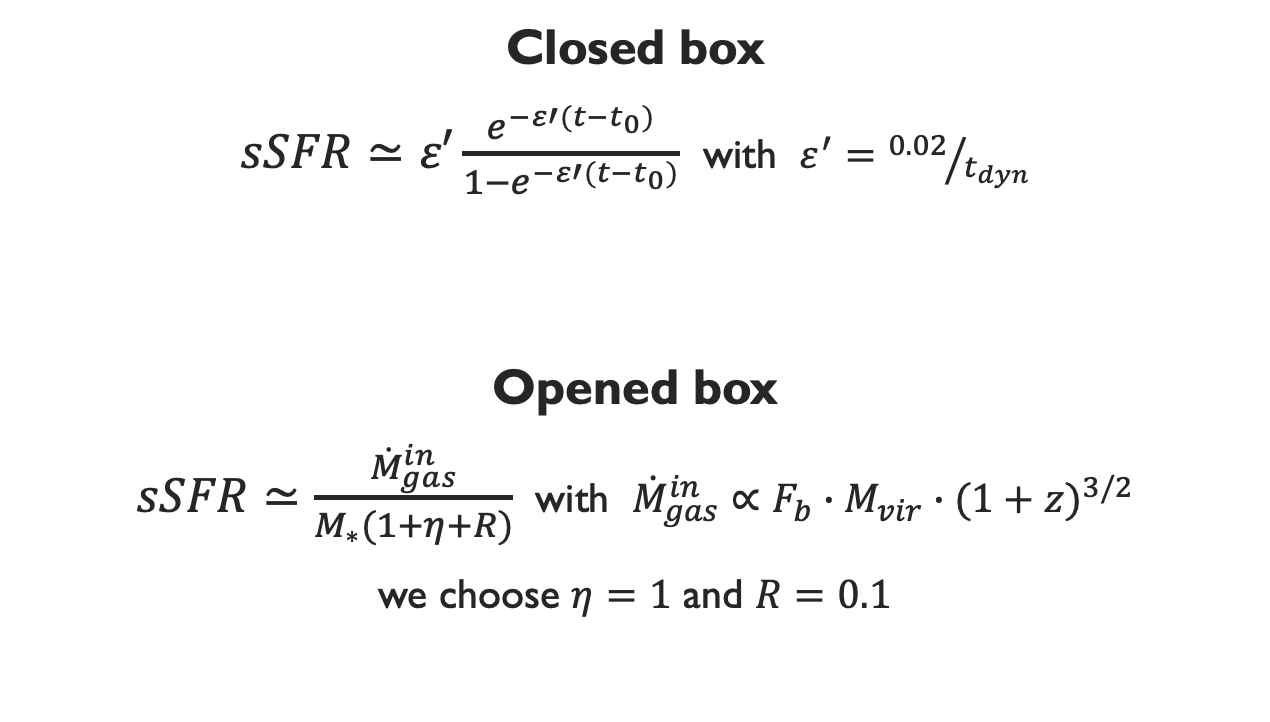 Closed box
sSFR ≃ ε′ e^{−ε′(t−t₀)} / 1−e^{−ε′(t−t₀)} with ε′ = 0.02/t_{dyn}
Opened box
sSFR ≃ Ṁ^{in}_{gas} / M_*(1+η+R) with Ṁ^{in}_{gas} ∝ F_b · M_{vir} · (1 + z)^{3/2}
we choose η = 1 and R = 0.1